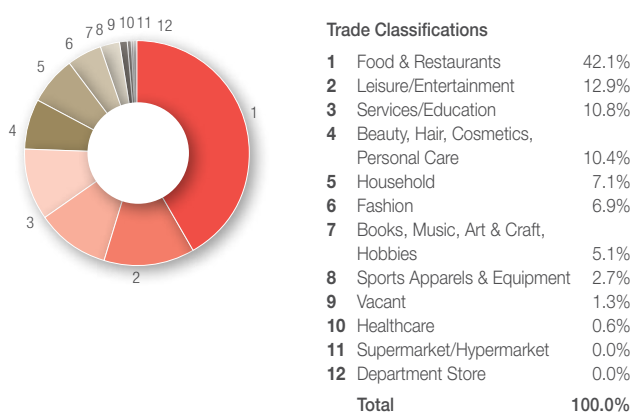 7 8 9 10 11 12
6
5
4
3
2
1
Trade Classifications
1 Food & Restaurants 42.1%
2 Leisure/Entertainment 12.9%
3 Services/Education 10.8%
4 Beauty, Hair, Cosmetics,
Personal Care 10.4%
5 Household 7.1%
6 Fashion 6.9%
7 Books, Music, Art & Craft,
Hobbies 5.1%
8 Sports Apparels & Equipment 2.7%
9 Vacant 1.3%
10 Healthcare 0.6%
11 Supermarket/Hypermarket 0.0%
12 Department Store 0.0%
Total 100.0%